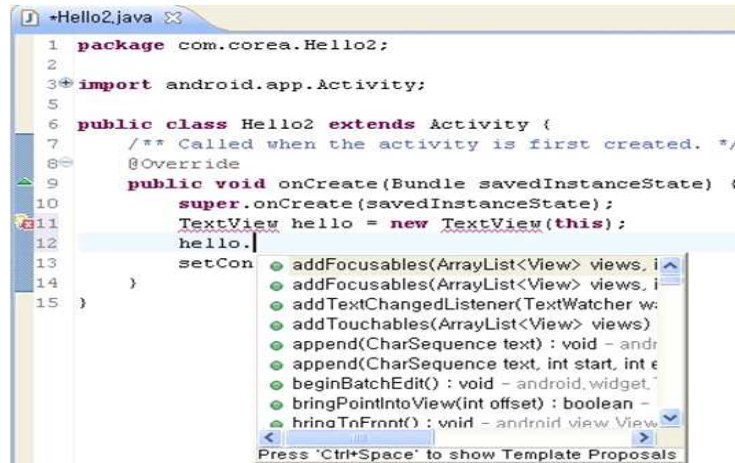 *Hello2.java
1 package com.corea.Hello2;
2
3 import android.app.Activity;
5
6 public class Hello2 extends Activity {
7 /** Called when the activity is first created. */
8 @Override
9 public void onCreate(Bundle savedInstanceState) {
10 super.onCreate(savedInstanceState);
11 TextView hello = new TextView(this);
12 hello.
13 setCon
14 }
15 }
addFocusables(ArrayList<View> views, i
addFocusables(ArrayList<View> views, i
addTextChangedListener(TextWatcher wa
addTouchables(ArrayList<View> views)
append(CharSequence text) : void - andr
append(CharSequence text, int start, int e
beginBatchEdit() : void - android.widget.
bringPointIntoView(int offset) : boolean -
bringToFront() : void - android.view.View
Press 'Ctrl+Space' to show Template Proposals